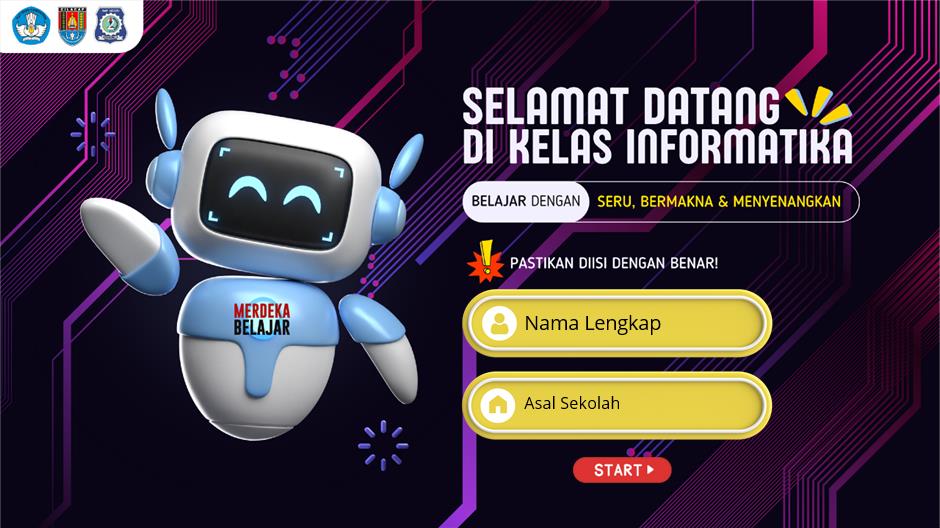 CILACAP
SELAMAT DATANG
DI KELAS INFORMATIKA
BELAJAR DENGAN SERU, BERMAKNA & MENYENANGKAN
PASTIKAN DIISI DENGAN BENAR!
Nama Lengkap
Asal Sekolah
START
MERDEKA
BELAJAR